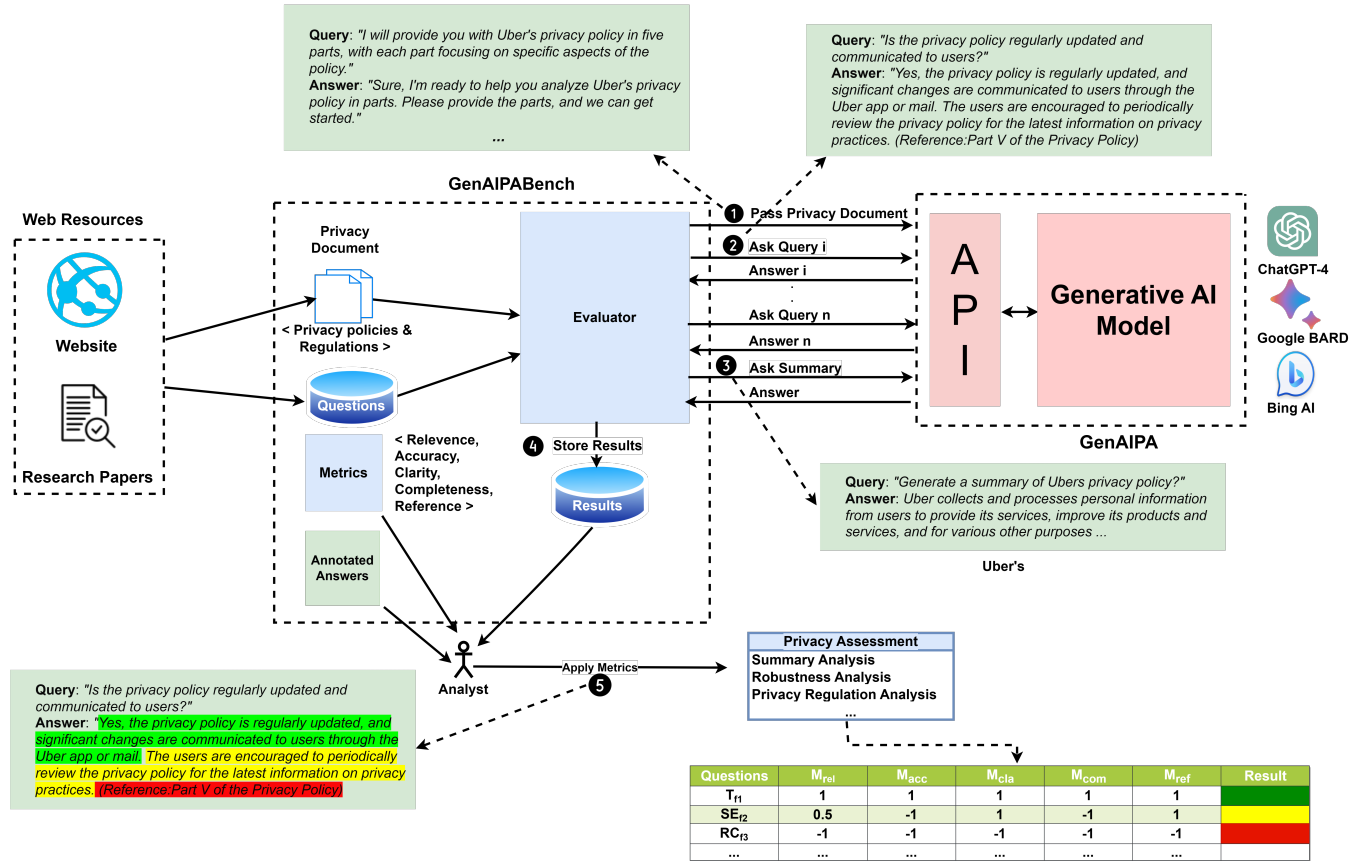 Query: "I will provide you with Uber's privacy policy in five
parts, with each part focusing on specific aspects of the
policy."
Answer: "Sure, I'm ready to help you analyze Uber's privacy
policy in parts. Please provide the parts, and we can get
started."
...
Query: "Is the privacy policy regularly updated and
communicated to users?"
Answer: "Yes, the privacy policy is regularly updated, and
significant changes are communicated to users through the
Uber app or mail. The users are encouraged to periodically
review the privacy policy for the latest information on privacy
practices. (Reference:Part V of the Privacy Policy)
GenAIPABench
Web Resources
Website
Research Papers
Privacy
Document
< Privacy policies &
Regulations >
Questions
Metrics
< Relevence,
Accuracy,
Clarity,
Completeness,
Reference >
Annotated
Answers
Evaluator
4 Store Results
Results
1 Pass Privacy Document
2 Ask Query i
Answer i
.
.
Ask Query n
Answer n
3 Ask Summary
Answer
A
P
I
Generative AI
Model
GenAIPA
ChatGPT-4
Google BARD
Bing AI
Query: "Generate a summary of Ubers privacy policy?"
Answer: Uber collects and processes personal information
from users to provide its services, improve its products and
services, and for various other purposes ...
Uber's
Analyst
Apply Metrics
5
Privacy Assessment
Summary Analysis
Robustness Analysis
Privacy Regulation Analysis
...
Query: "Is the privacy policy regularly updated and
communicated to users?"
Answer: "Yes, the privacy policy is regularly updated, and
significant changes are communicated to users through the
Uber app or mail. The users are encouraged to periodically
review the privacy policy for the latest information on privacy
practices. (Reference:Part V of the Privacy Policy)
Questions Mrel Macc Mcla Mcom Mref Result
Tf1 1 1 1 1 1
SEf2 0.5 -1 1 -1 1
RCf3 -1 -1 -1 -1 -1
... ... ... ... ... ...